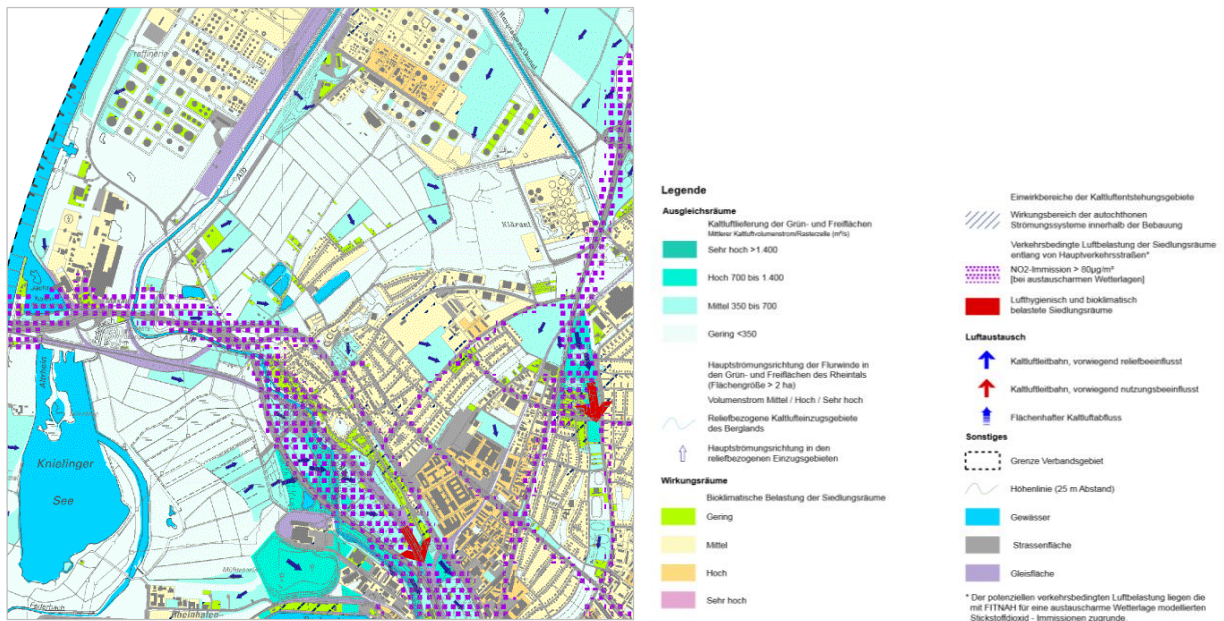 Raffinerie
Alb
Kläranl
Alb
Altrhein
Knielinger
See
Rheinhafen
Federbach
Legende
Ausgleichsräume
Kaltluftlieferung der Grün- und Freiflächen
Mittlerer Kaltluftvolumenstrom/Rasterzelle (m³/s)
Sehr hoch >1.400
Hoch 700 bis 1.400
Mittel 350 bis 700
Gering <350
Hauptströmungsrichtung der Flurwinde in
den Grün- und Freiflächen des Rheintals
(Flächengröße > 2 ha)
Volumenstrom Mittel / Hoch / Sehr hoch
Reliefbezogene Kaltlufteinzugsgebiete
des Berglands
Hauptströmungsrichtung in den
reliefbezogenen Einzugsgebieten
Wirkungsräume
Bioklimatische Belastung der Siedlungsräume
Gering
Mittel
Hoch
Sehr hoch
Einwirkbereiche der Kaltluftentstehungsgebiete
Wirkungsbereich der autochthonen
Strömungssysteme innerhalb der Bebauung
Verkehrsbedingte Luftbelastung der Siedlungsräume
entlang von Hauptverkehrsstraßen*
NO2-Immission > 80µg/m³
[bei austauscharmen Wetterlagen]
Lufthygienisch und bioklimatisch
belastete Siedlungsräume
Luftaustausch
Kaltluftleitbahn, vorwiegend reliefbeeinflusst
Kaltluftleitbahn, vorwiegend nutzungsbeeinflusst
Flächenhafter Kaltluftabfluss
Sonstiges
Grenze Verbandsgebiet
Höhenlinie (25 m Abstand)
Gewässer
Strassenfläche
Gleisfläche
* Der potenziellen verkehrsbedingten Luftbelastung liegen die
mit FITNAH für eine austauscharme Wetterlage modellierten
Stickstoffdioxid - Immissionen zugrunde.